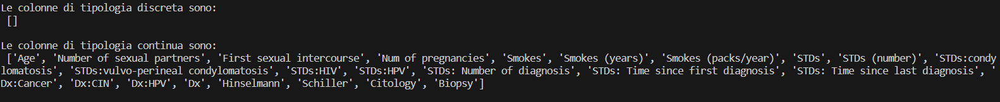 Le colonne di tipologia discreta sono:
 []
Le colonne di tipologia continua sono:
 ['Age', 'Number of sexual partners', 'First sexual intercourse', 'Num of pregnancies', 'Smokes', 'Smokes (years)', 'Smokes (packs/year)', 'STDs', 'STDs (number)', 'STDs:condy
lomatosis', 'STDs:vulvo-perineal condylomatosis', 'STDs:HIV', 'STDs:HPV', 'STDs: Number of diagnosis', 'STDs: Time since first diagnosis', 'STDs: Time since last diagnosis', '
Dx:Cancer', 'Dx:CIN', 'Dx:HPV', 'Dx', 'Hinselmann', 'Schiller', 'Citology', 'Biopsy']